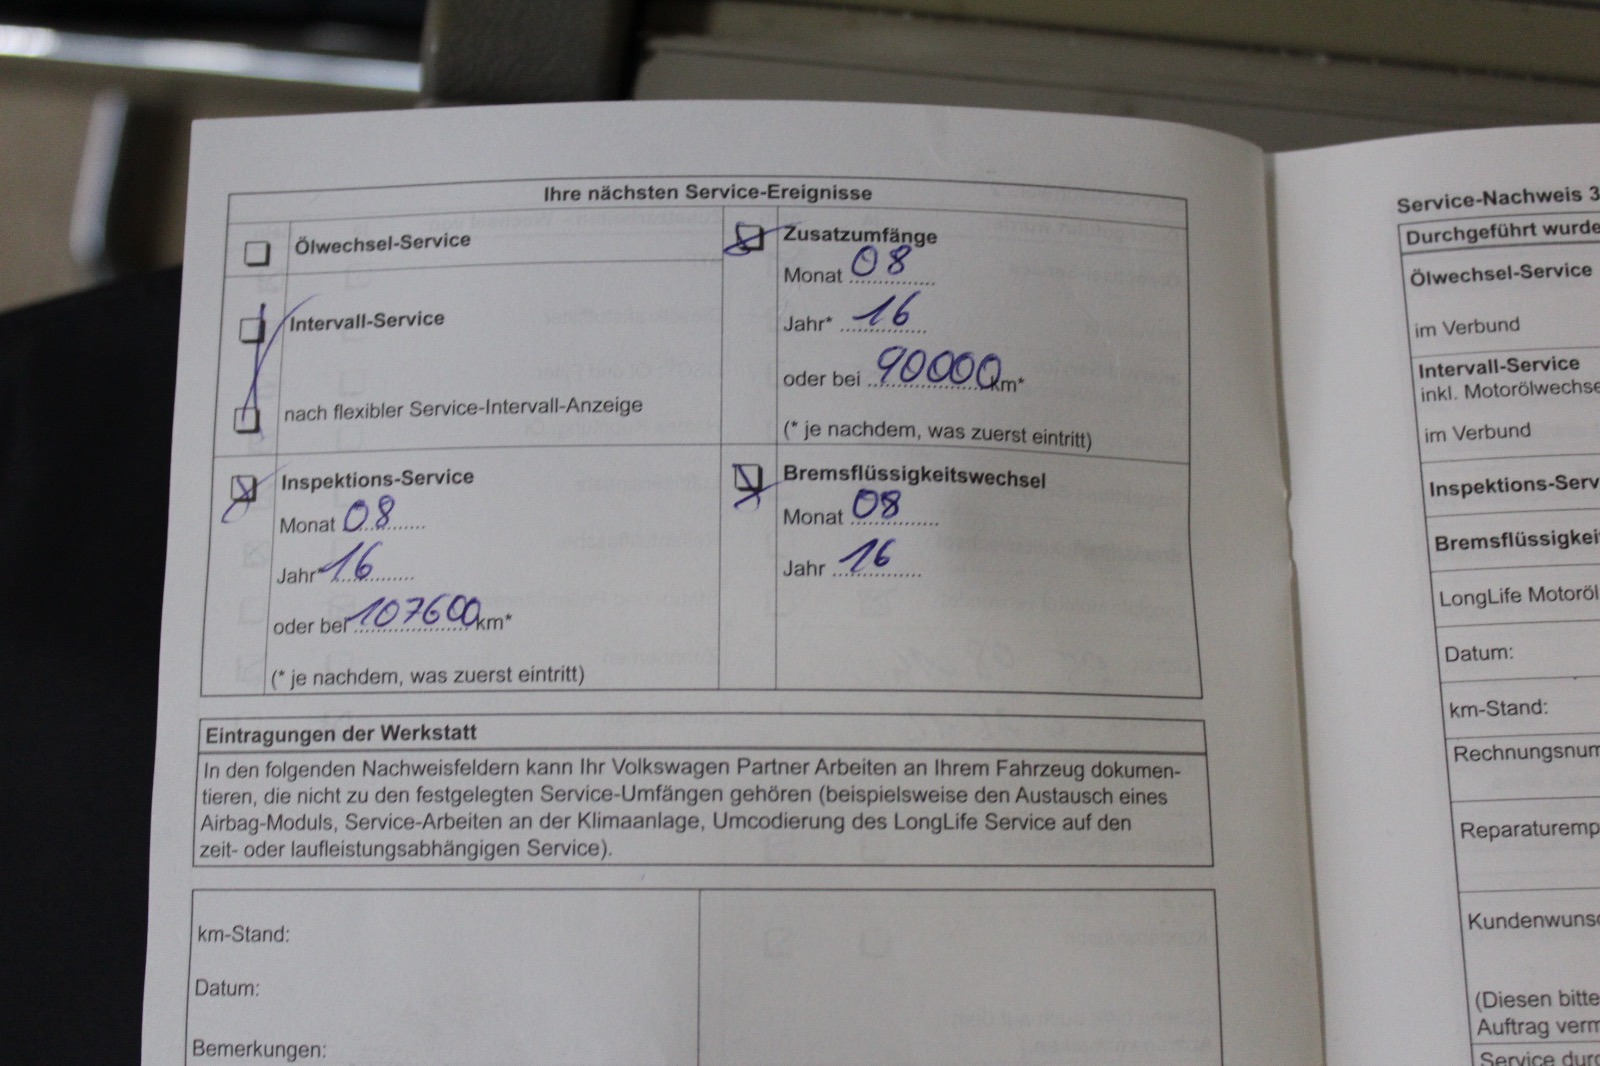 Ihre nächsten Service-Ereignisse
Ölwechsel-Service
Intervall-Service
nach flexibler Service-Intervall-Anzeige
Zusatzumfänge
Monat 08
Jahr* 16
oder bei 90000 km*
(* je nachdem, was zuerst eintritt)
Inspektions-Service
Monat 08
Jahr* 16
oder bei 107600 km*
(* je nachdem, was zuerst eintritt)
Bremsflüssigkeitswechsel
Monat 08
Jahr 16
Eintragungen der Werkstatt
In den folgenden Nachweisfeldern kann Ihr Volkswagen Partner Arbeiten an Ihrem Fahrzeug dokumen-
tieren, die nicht zu den festgelegten Service-Umfängen gehören (beispielsweise den Austausch eines
Airbag-Moduls, Service-Arbeiten an der Klimaanlage, Umcodierung des LongLife Service auf den
zeit- oder laufleistungsabhängigen Service).
km-Stand:
Datum:
Bemerkungen:
Service-Nachweis 3
Durchgeführt wurde
Ölwechsel-Service
im Verbund
Intervall-Service
inkl. Motorölwechse
im Verbund
Inspektions-Serv
Bremsflüssigkei
LongLife Motoröl
Datum:
km-Stand:
Rechnungsnum
Reparaturemp
Kundenwunsc
(Diesen bitte
Auftrag verm
Service durc